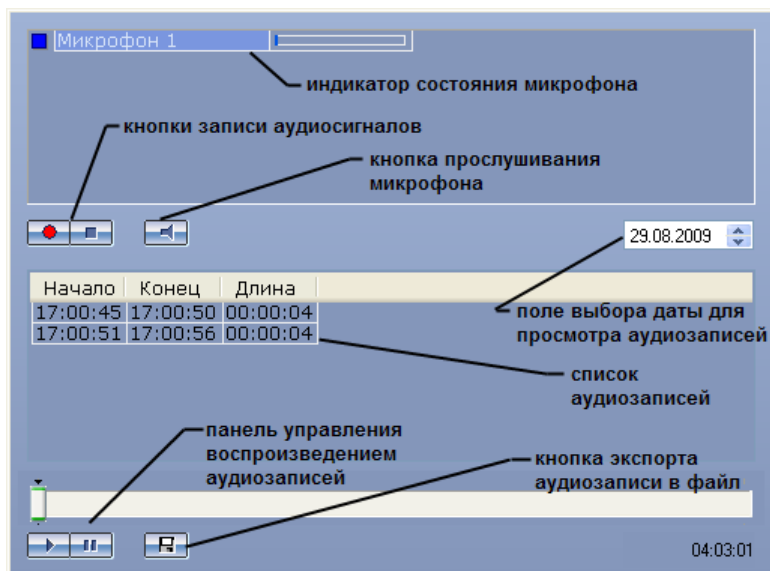 Микрофон 1
индикатор состояния микрофона
кнопки записи аудиосигналов
кнопка прослушивания
микрофона
29.08.2009
Начало Конец Длина
17:00:45 17:00:50 00:00:04
17:00:51 17:00:56 00:00:04
поле выбора даты для
просмотра аудиозаписей
список
аудиозаписей
панель управления
воспроизведением
аудиозаписей
кнопка экспорта
аудиозаписи в файл
04:03:01